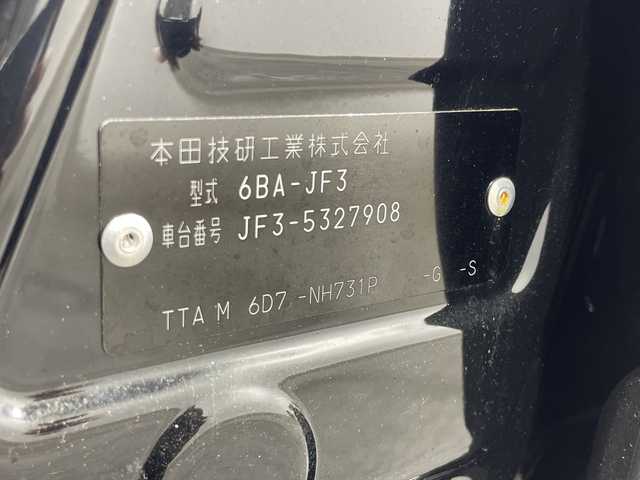 本田技研工業株式会社
型式 6BA-JF3
車台番号 JF3-5327908
TTA M 6D7 -NH731P -G -S